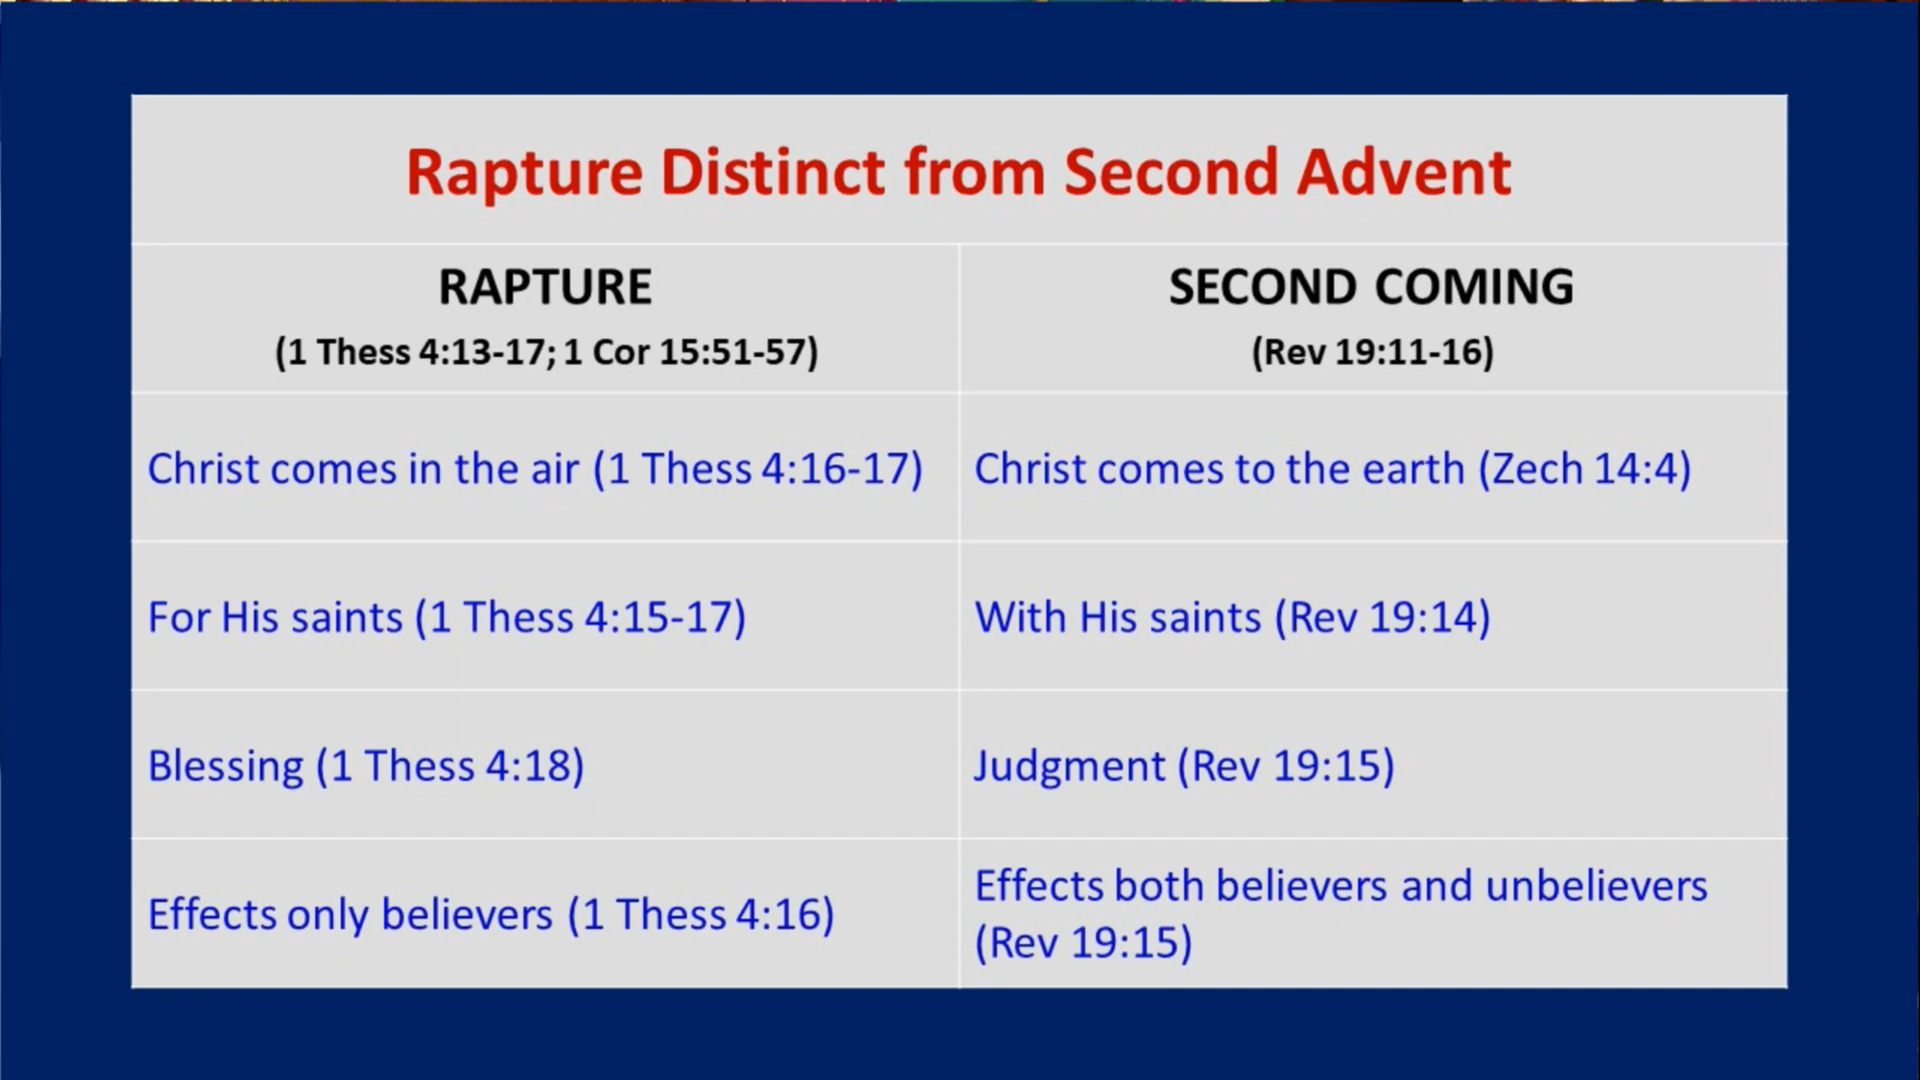 Rapture Distinct from Second Advent
RAPTURE
(1 Thess 4:13-17; 1 Cor 15:51-57)
SECOND COMING
(Rev 19:11-16)
Christ comes in the air (1 Thess 4:16-17)
Christ comes to the earth (Zech 14:4)
For His saints (1 Thess 4:15-17)
With His saints (Rev 19:14)
Blessing (1 Thess 4:18)
Judgment (Rev 19:15)
Effects only believers (1 Thess 4:16)
Effects both believers and unbelievers
(Rev 19:15)